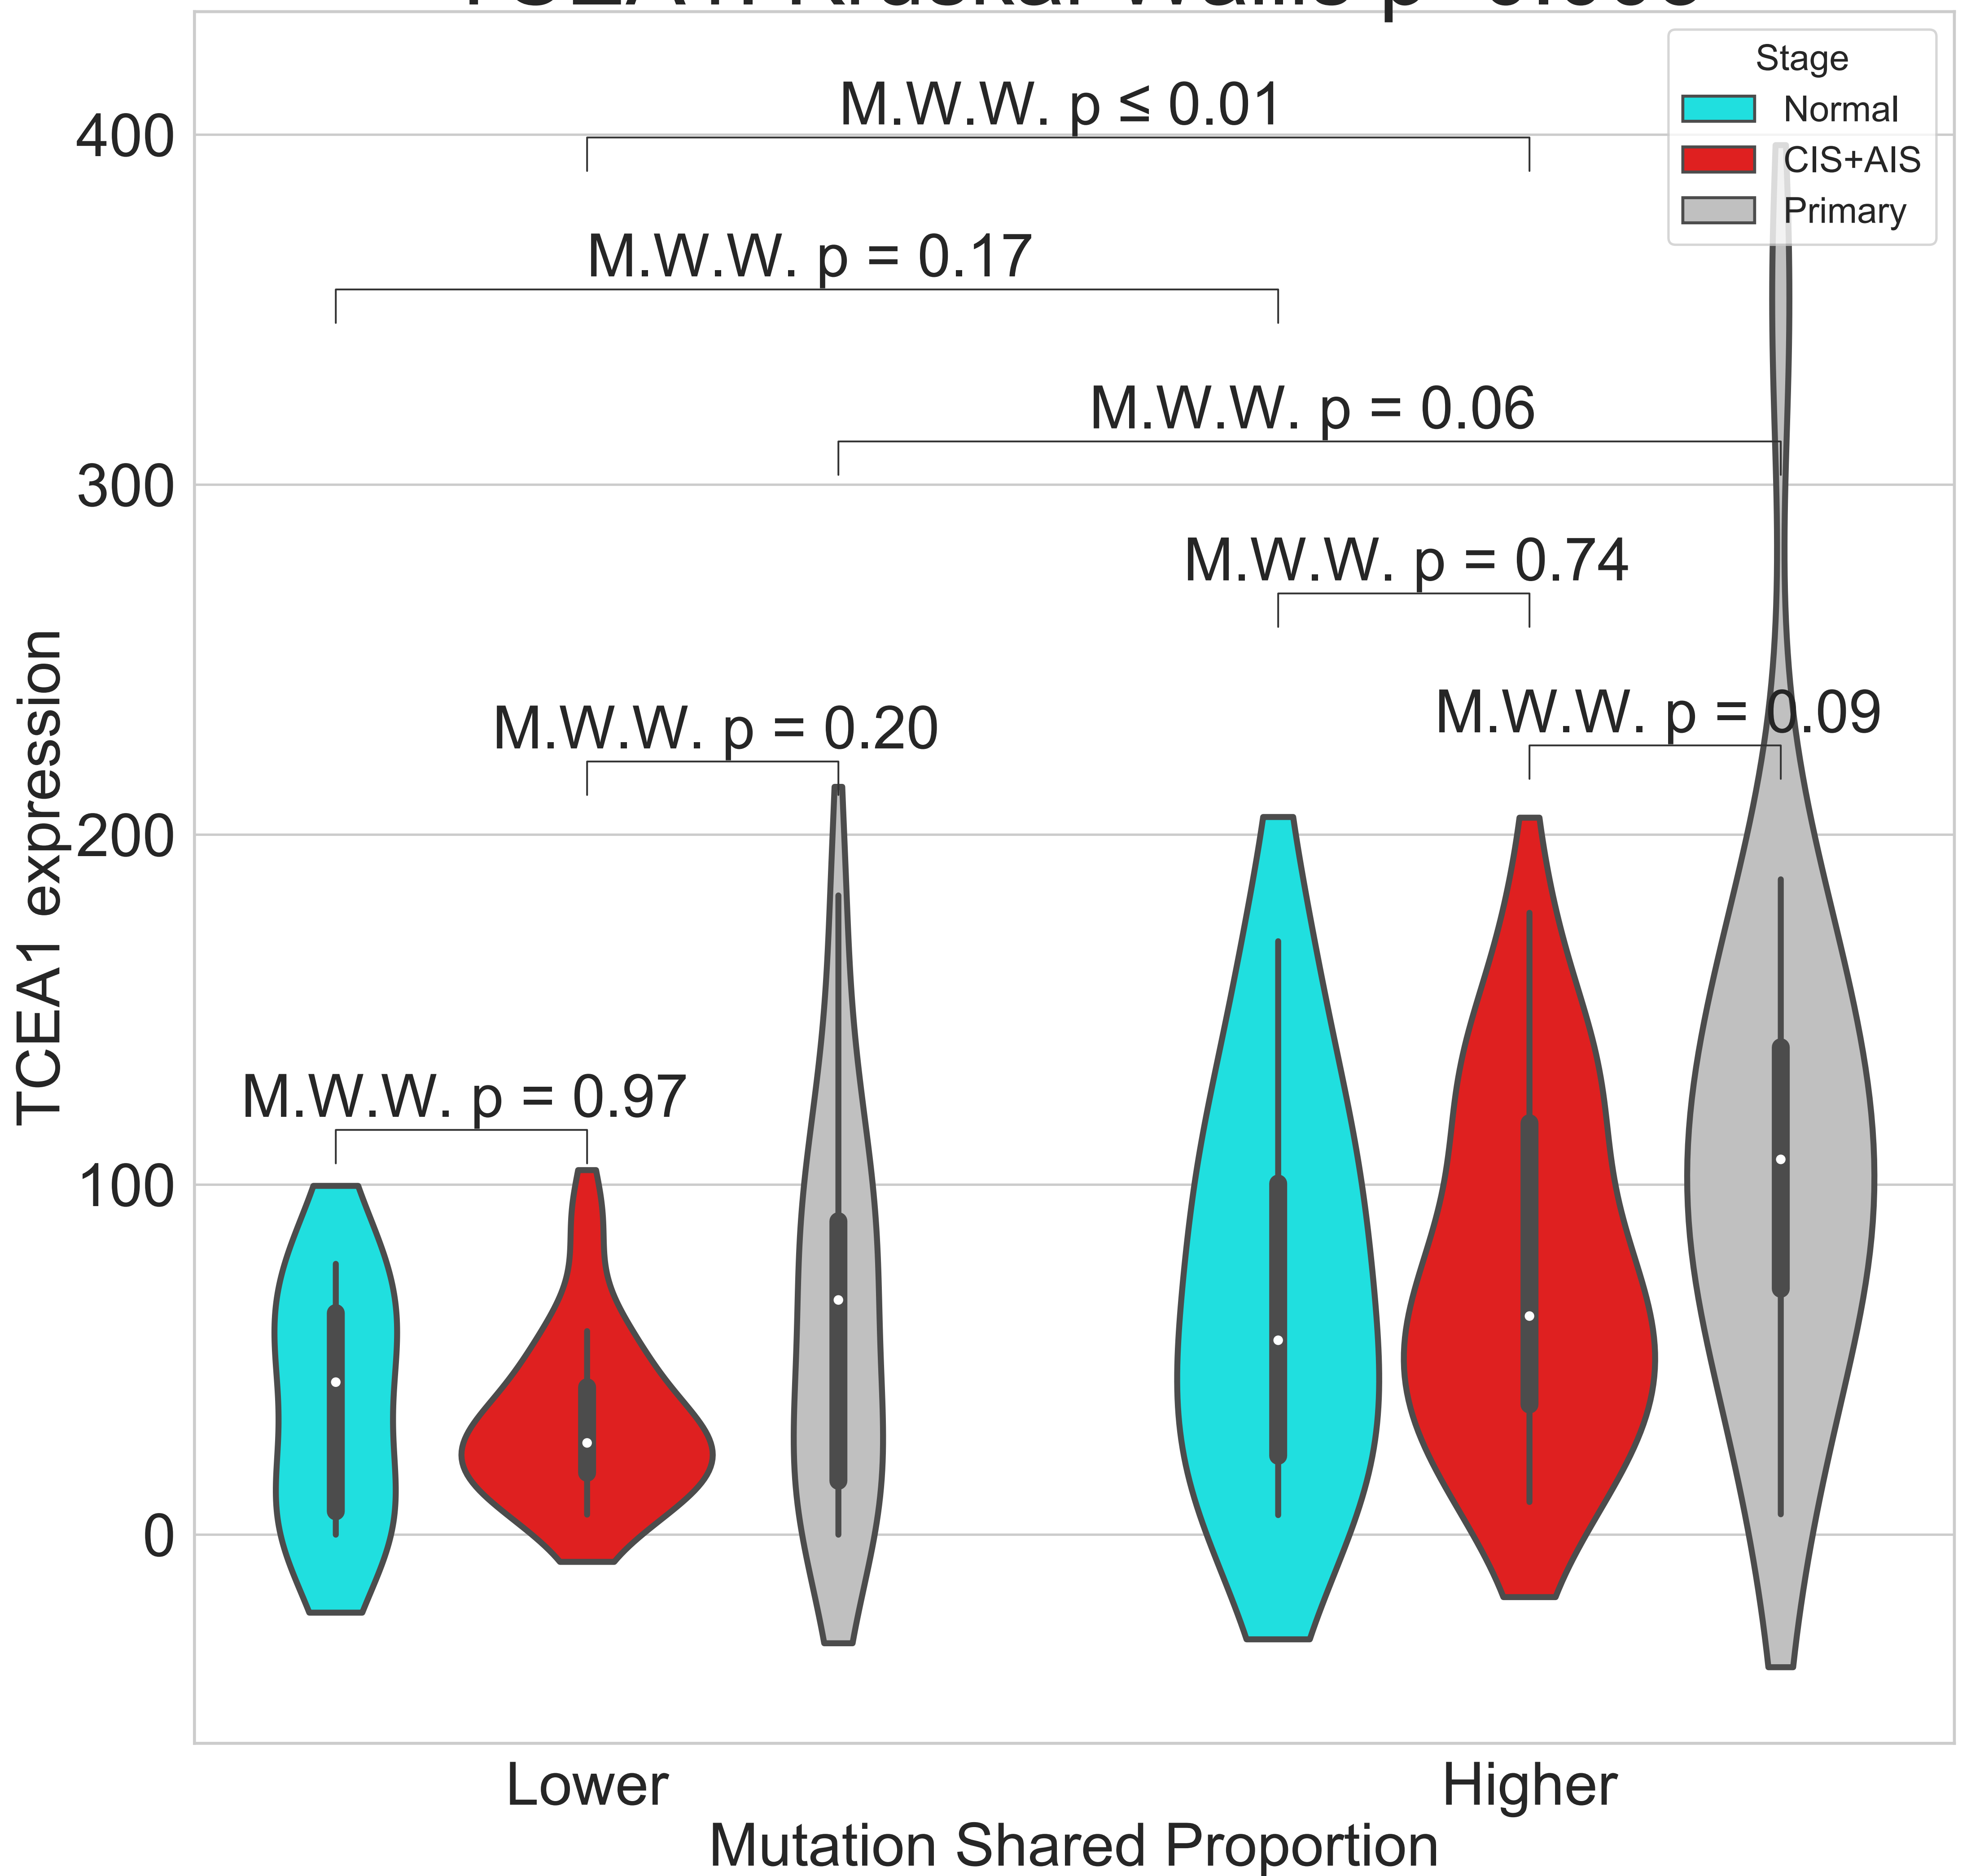 M.W.W. p ≤ 0.01
M.W.W. p = 0.17
M.W.W. p = 0.06
M.W.W. p = 0.74
M.W.W. p = 0.09
M.W.W. p = 0.20
M.W.W. p = 0.97
Stage
Normal
CIS+AIS
Primary
400
300
200
100
0
TCEA1 expression
Lower
Higher
Mutation Shared Proportion